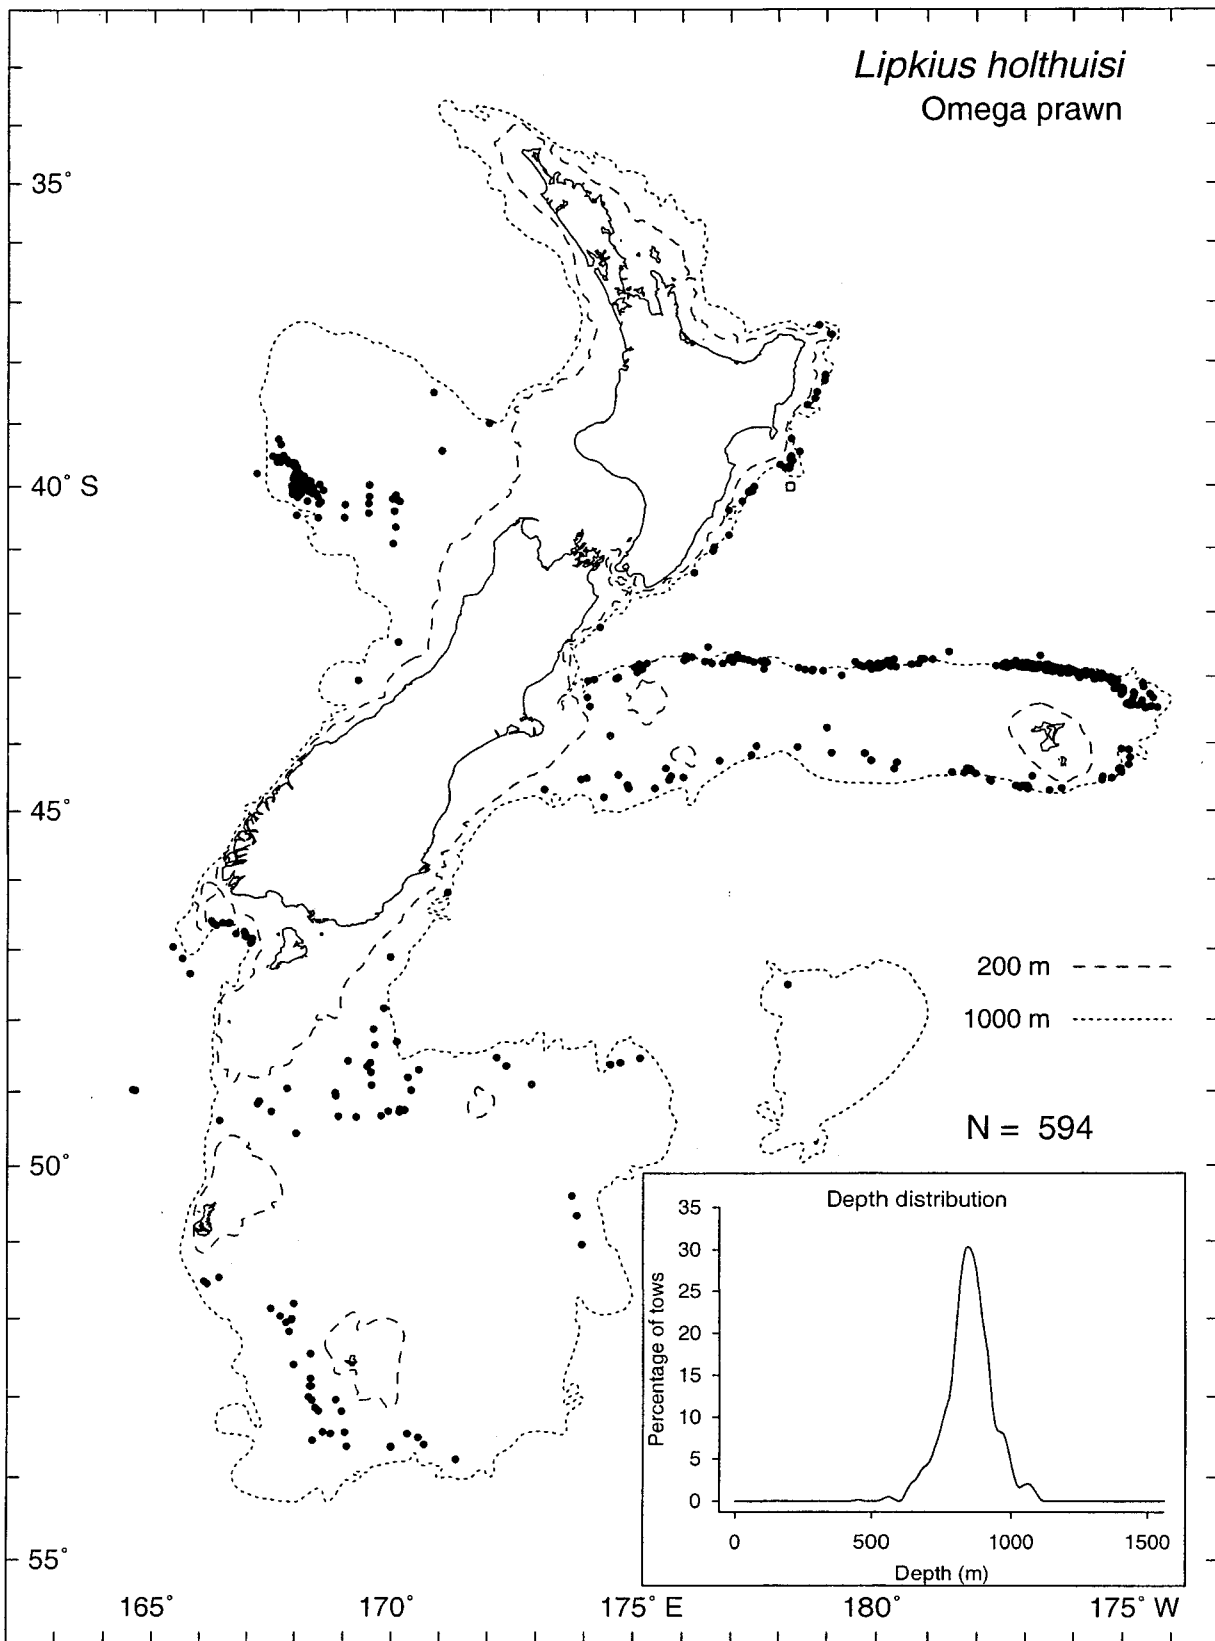 Lipkius holthuisi
Omega prawn
35°
40° S
45°
50°
55°
200 m
1000 m
N = 594
Depth distribution
Percentage of tows
35
30
25
20
15
10
5
0
0 500 1000 1500
Depth (m)
165° 170° 175° E 180° 175° W